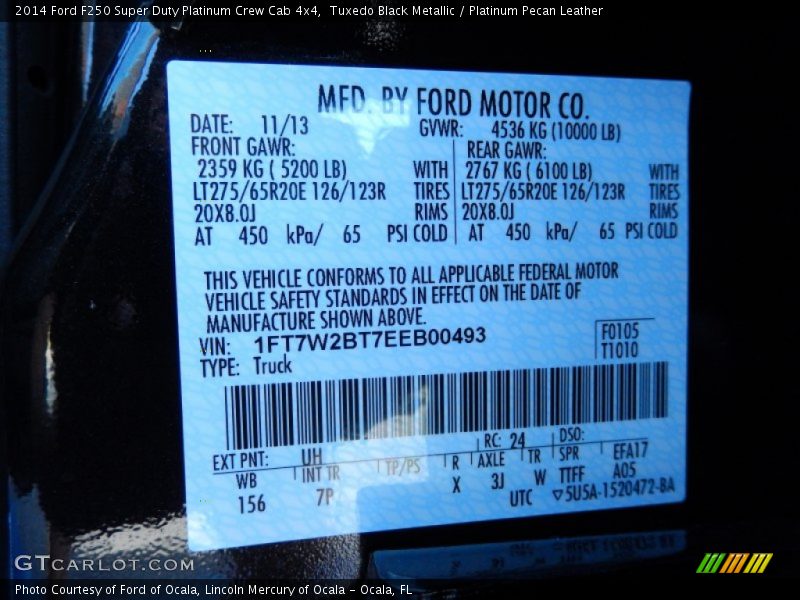 2014 Ford F250 Super Duty Platinum Crew Cab 4x4,  Tuxedo Black Metallic / Platinum Pecan Leather
MFD. BY FORD MOTOR CO.
DATE: 11/13 GVWR: 4536 KG (10000 LB)
FRONT GAWR: REAR GAWR:
2359 KG ( 5200 LB) WITH 2767 KG ( 6100 LB) WITH
LT275/65R20E 126/123R TIRES LT275/65R20E 126/123R TIRES
20X8.0J RIMS 20X8.0J RIMS
AT 450 kPa/ 65 PSI COLD AT 450 kPa/ 65 PSI COLD
THIS VEHICLE CONFORMS TO ALL APPLICABLE FEDERAL MOTOR
VEHICLE SAFETY STANDARDS IN EFFECT ON THE DATE OF
MANUFACTURE SHOWN ABOVE.
VIN: 1FT7W2BT7EEB00493 F0105
TYPE: Truck T1010
EXT PNT: UH RC: 24 DSO:
WB INT TR TP/PS R AXLE TR SPR EFA17
156 7P X 3J W TTFF A05
UTC ▽5U5A-1520472-BA
GTCARLOT.COM
Photo Courtesy of Ford of Ocala, Lincoln Mercury of Ocala - Ocala, FL